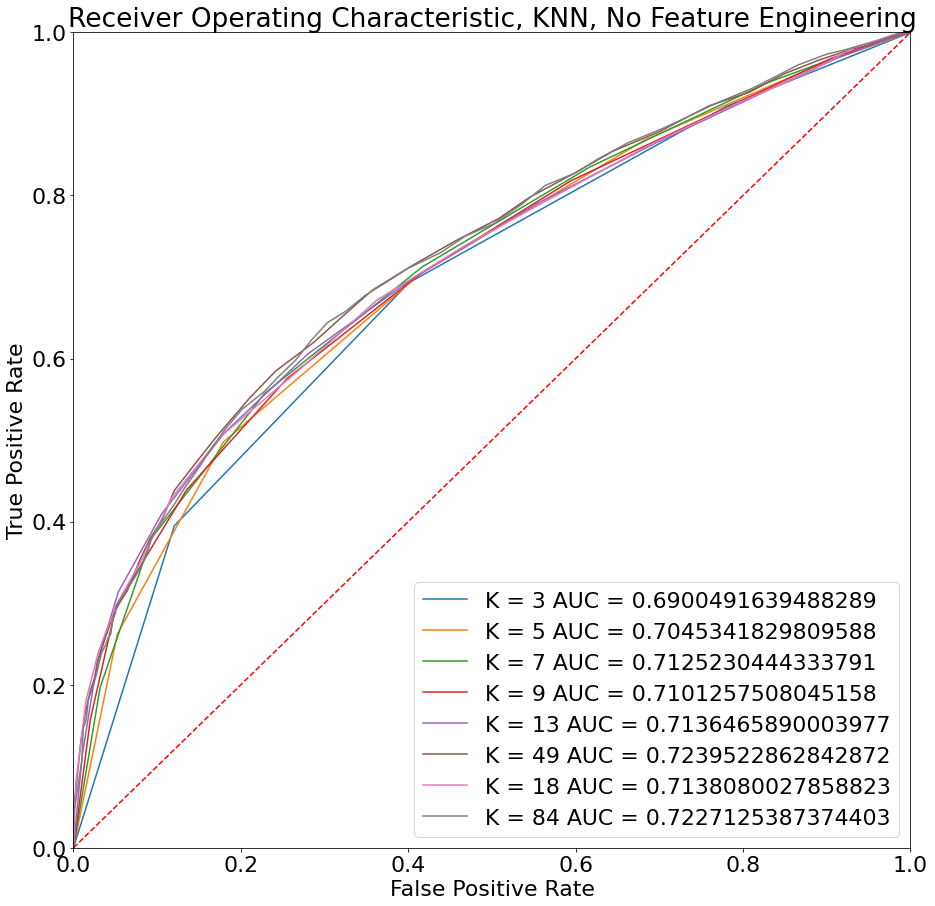 Receiver Operating Characteristic, KNN, No Feature Engineering
1.0
0.8
0.6
0.4
0.2
0.0
True Positive Rate
K = 3 AUC = 0.6900491639488289
K = 5 AUC = 0.7045341829809588
K = 7 AUC = 0.7125230444333791
K = 9 AUC = 0.7101257508045158
K = 13 AUC = 0.7136465890003977
K = 49 AUC = 0.7239522862842872
K = 18 AUC = 0.7138080027858823
K = 84 AUC = 0.7227125387374403
0.0 0.2 0.4 0.6 0.8 1.0
False Positive Rate